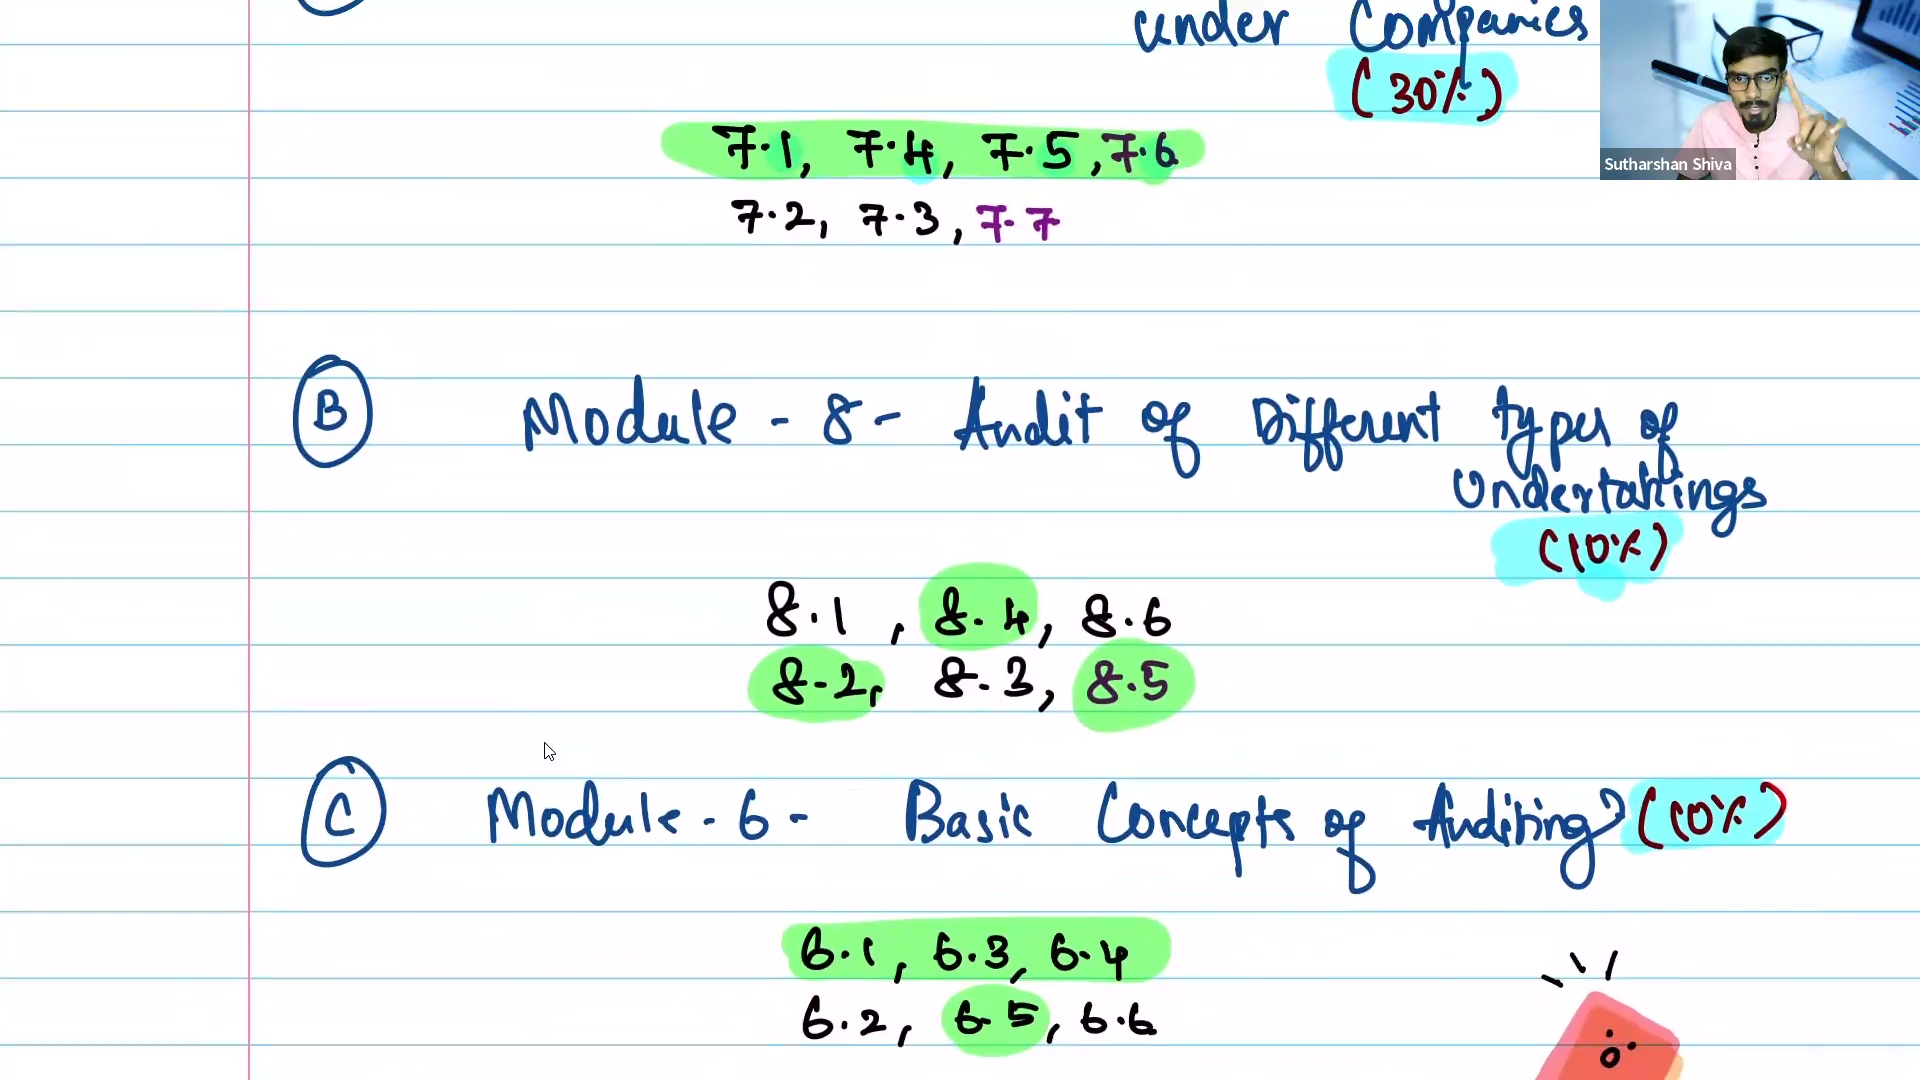 under Companies
(30%)
Sutharshan Shiva
7.1, 7.4, 7.5, 7.6
7.2, 7.3, 7.7
B Module - 8 - Audit of Different types of
Undertakings
(10%)
8.1, 8.4, 8.6
8.2, 8.3, 8.5
C Module - 6 - Basic Concepts of Auditing (10%)
6.1, 6.3, 6.4
6.2, 6.5, 6.6